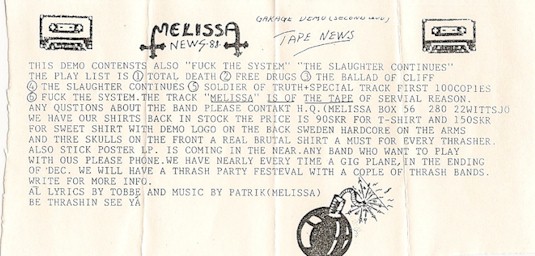 MELISSA
NEWS-88
GARAGE DEMO (SECOND
TAPE NEWS
THIS DEMO CONTENSTS ALSO "FUCK THE SYSTEM" "THE SLAUGHTER CONTINUES"
THE PLAY LIST IS ① TOTAL DEATH ② FREE DRUGS ③ THE BALLAD OF CLIFF
④ THE SLAUGHTER CONTINUES ⑤ SOLDIER OF TRUTH+SPECIAL TRACK FIRST 100COPIES
⑥ FUCK THE SYSTEM.THE TRACK "MELISSA" IS OF THE TAPE OF SERVIAL REASON.
ANY QUSTIONS ABOUT THE BAND PLEASE CONTAKT H.Q.(MELISSA BOX 56 280 22WITTSJO
WE HAVE OUR SHIRTS BACK IN STOCK THE PRICE IS 90SKR FOR T-SHIRT AND 150SKR
FOR SWEET SHIRT WITH DEMO LOGO ON THE BACK SWEDEN HARDCORE ON THE ARMS
AND THRE SKULLS ON THE FRONT A REAL BRUTAL SHIRT A MUST FOR EVERY THRASHER.
ALSO STICK POSTER LP. IS COMING IN THE NEAR.ANY BAND WHO WANT TO PLAY
WITH OUS PLEASE PHONE.WE HAVE NEARLY EVERY TIME A GIG PLANE,IN THE ENDING
OF DEC. WE WILL HAVE A THRASH PARTY FESTEVAL WITH A COPLE OF THRASH BANDS.
WRITE FOR MORE INFO.
AL LYRICS BY TOBBE AND MUSIC BY PATRIK(MELISSA)
BE THRASHIN SEE YA